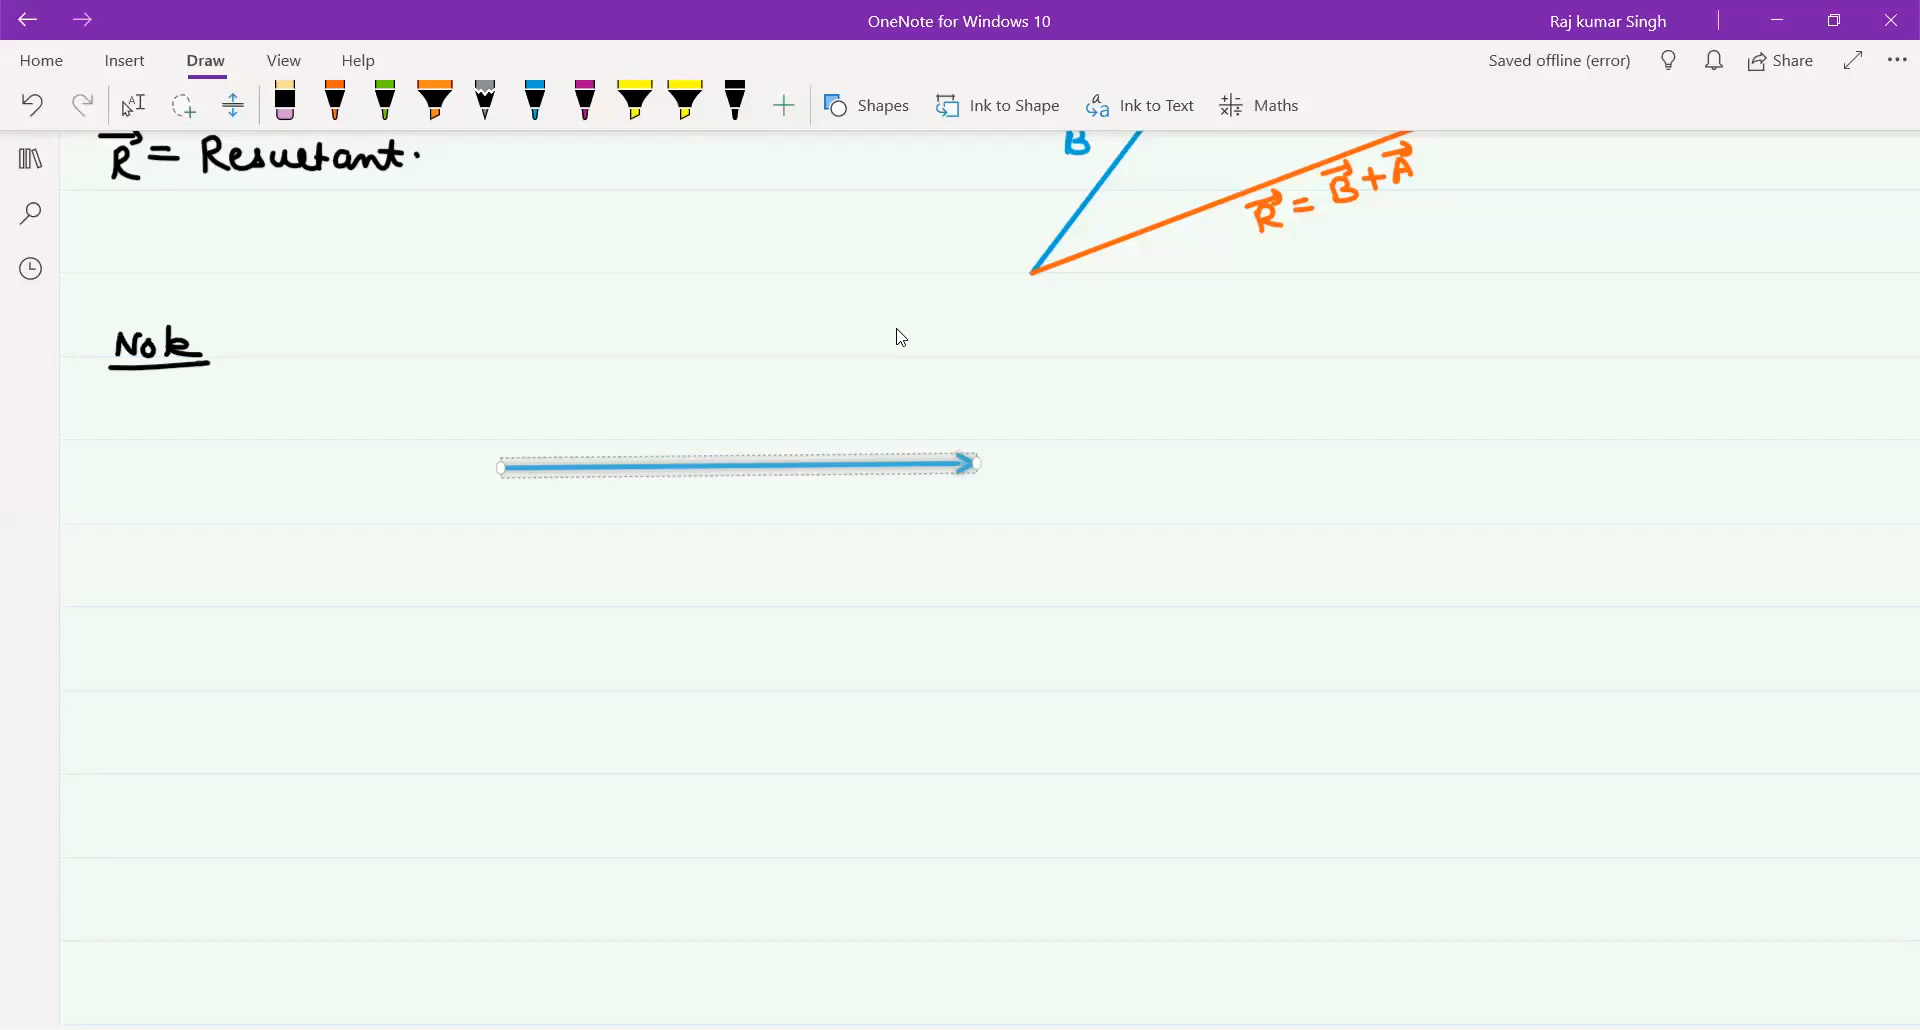 OneNote for Windows 10
Raj kumar Singh
Home Insert Draw View Help
Saved offline (error) Share
Shapes Ink to Shape Ink to Text Maths
R⃗ = Resultant.
B
R⃗ = B⃗ + A⃗
Note